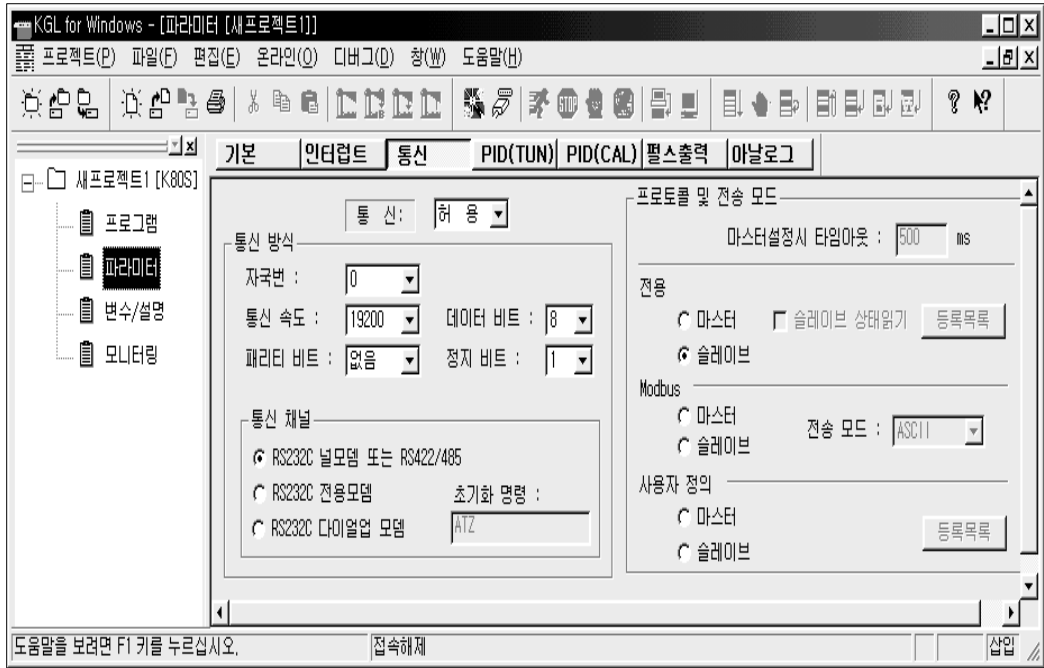 KGL for Windows - [파라미터 [새프로젝트1]]
프로젝트(P) 파일(F) 편집(E) 온라인(O) 디버그(D) 창(W) 도움말(H)
STOP
기본 인터럽트 통신 PID(TUN) PID(CAL) 펄스출력 아날로그
새프로젝트1 [K80S]
프로그램
파라미터
변수/설명
모니터링
통 신: 허 용
통신 방식
자국번 : 0
통신 속도 : 19200 데이터 비트 : 8
패리티 비트 : 없음 정지 비트 : 1
통신 채널
RS232C 널모뎀 또는 RS422/485
RS232C 전용모뎀 초기화 명령 :
RS232C 다이얼업 모뎀 ATZ
프로토콜 및 전송 모드
마스터설정시 타임아웃 : 500 ms
전용
마스터 슬레이브 상태읽기 등록목록
슬레이브
Modbus
마스터 전송 모드 : ASCII
슬레이브
사용자 정의
마스터 등록목록
슬레이브
도움말을 보려면 F1 키를 누르십시오. 접속해제 삽입